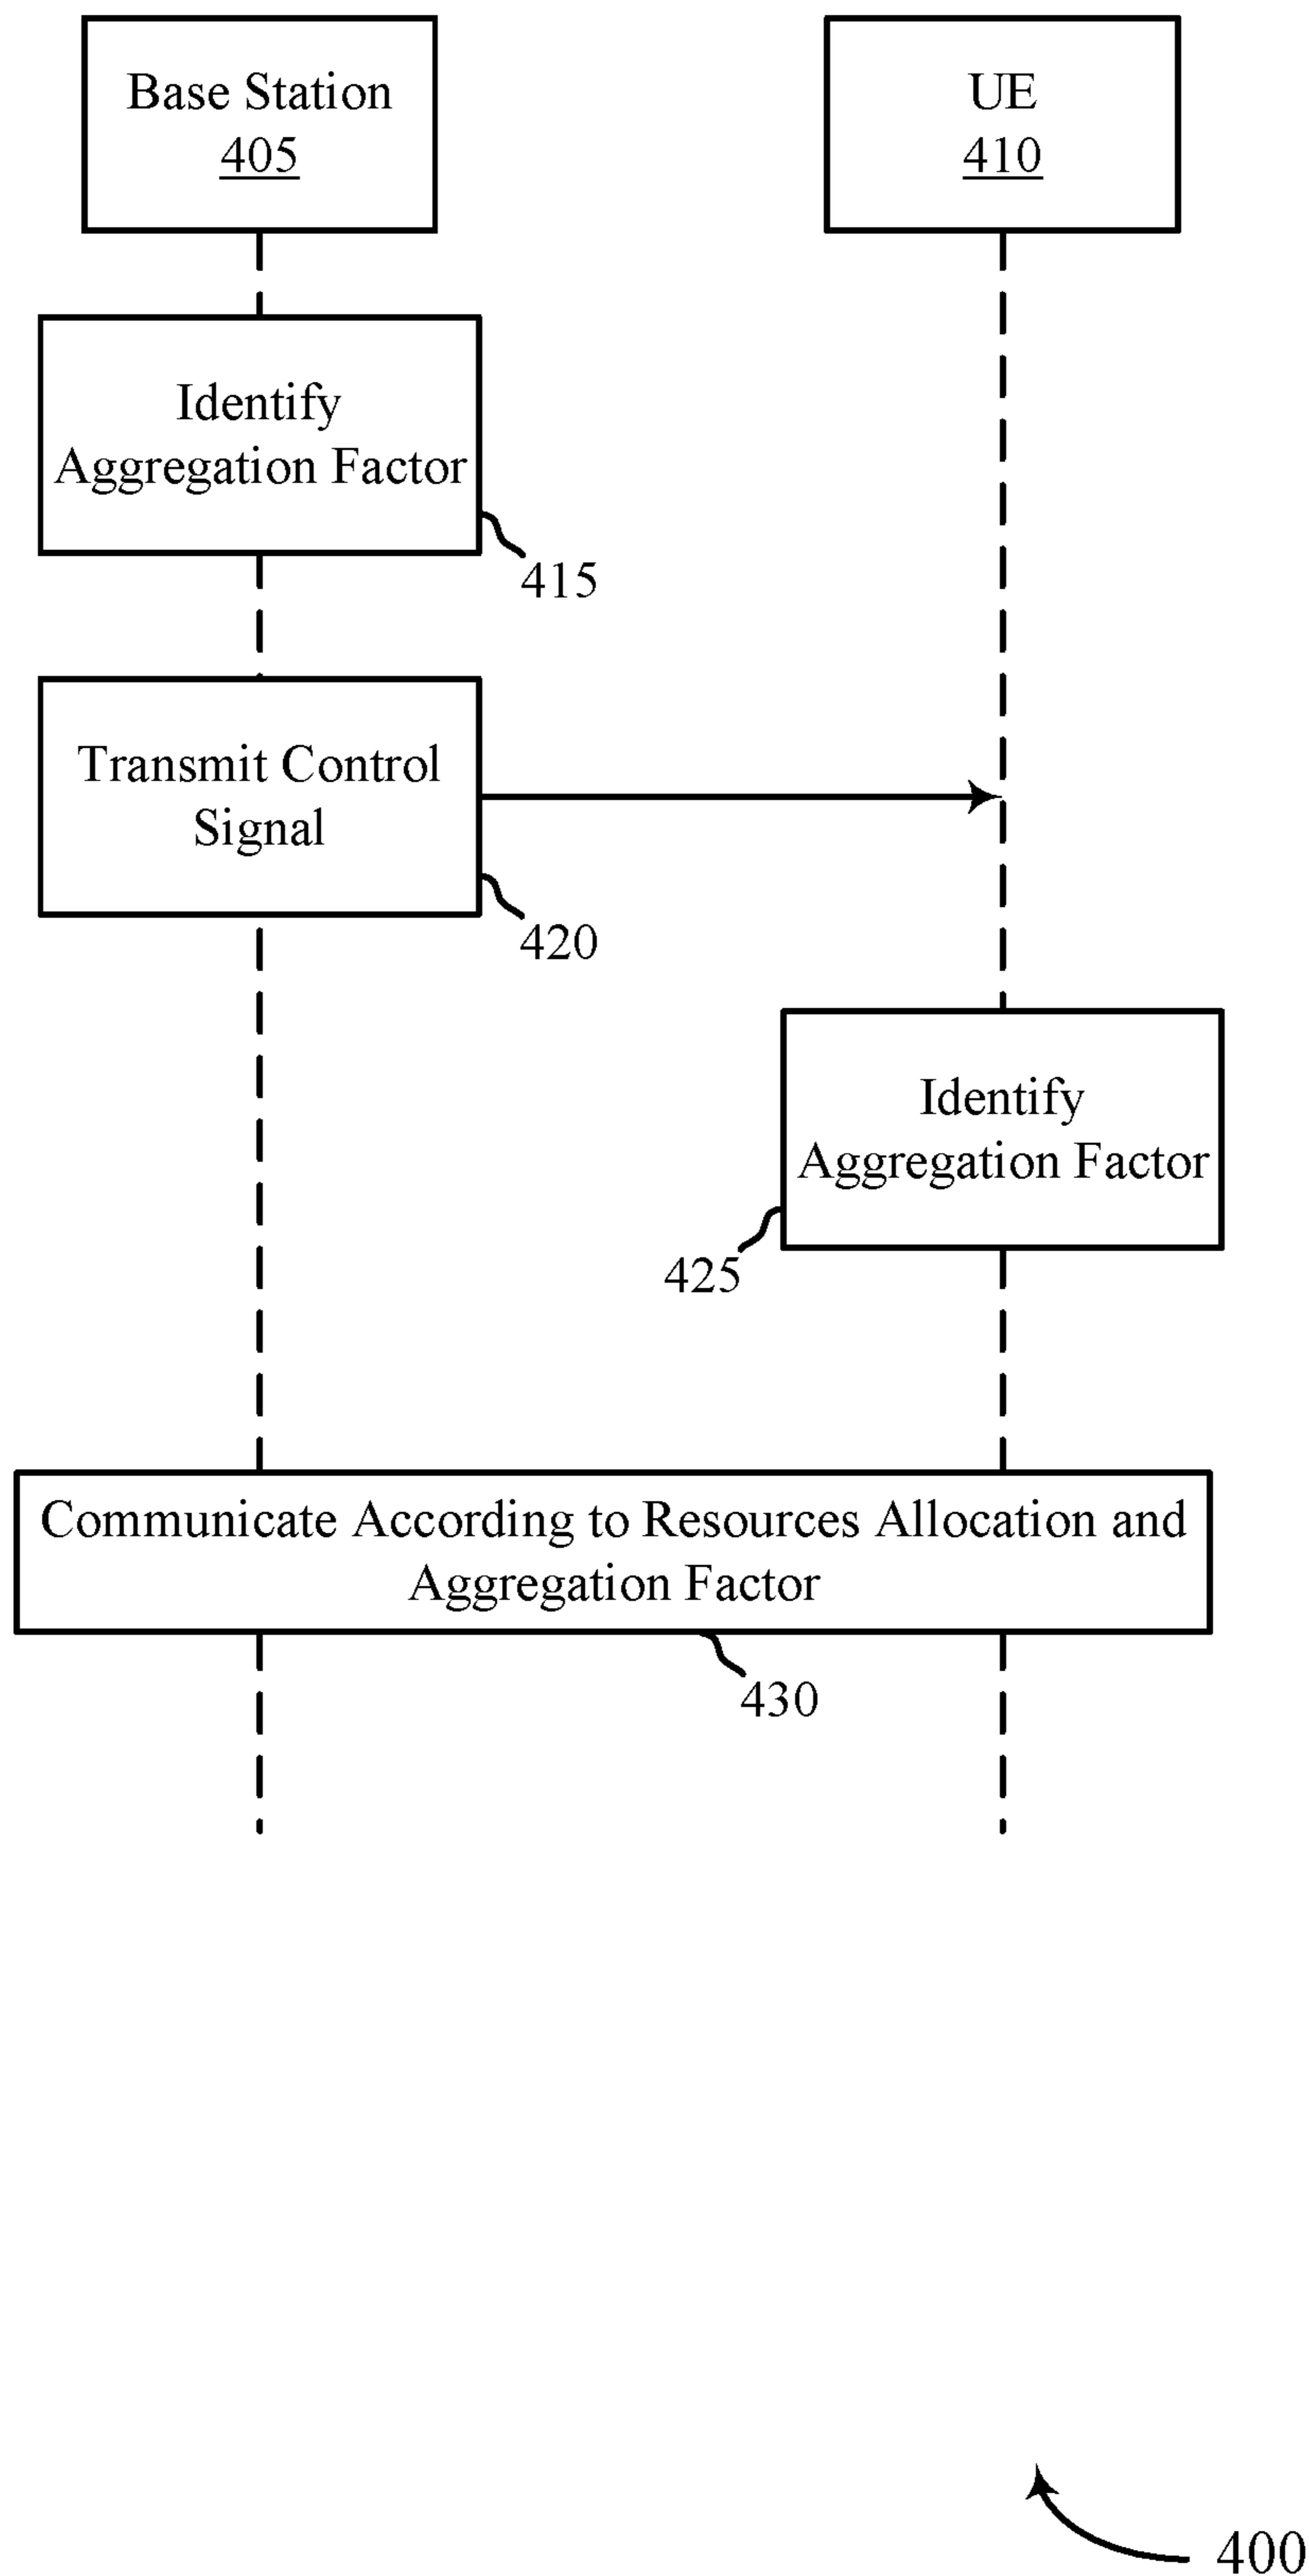 Base Station
405
UE
410
Identify
Aggregation Factor
415
Transmit Control
Signal
420
Identify
Aggregation Factor
425
Communicate According to Resources Allocation and
Aggregation Factor
430
400